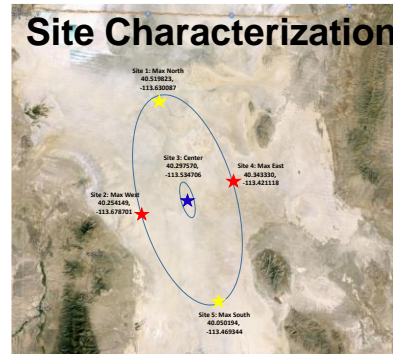 Site Characterization
Site 1: Max North
40.519823,
-113.630087
Site 3: Center
40.297570,
-113.534706
Site 4: Max East
40.343330,
-113.421118
Site 2: Max West
40.254149,
-113.678701
Site 5: Max South
40.050194,
-113.469344